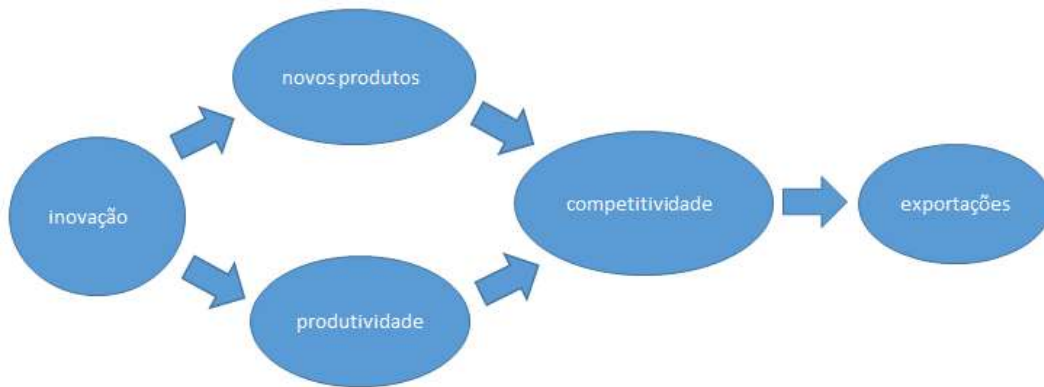 novos produtos
inovação
competitividade
exportações
produtividade